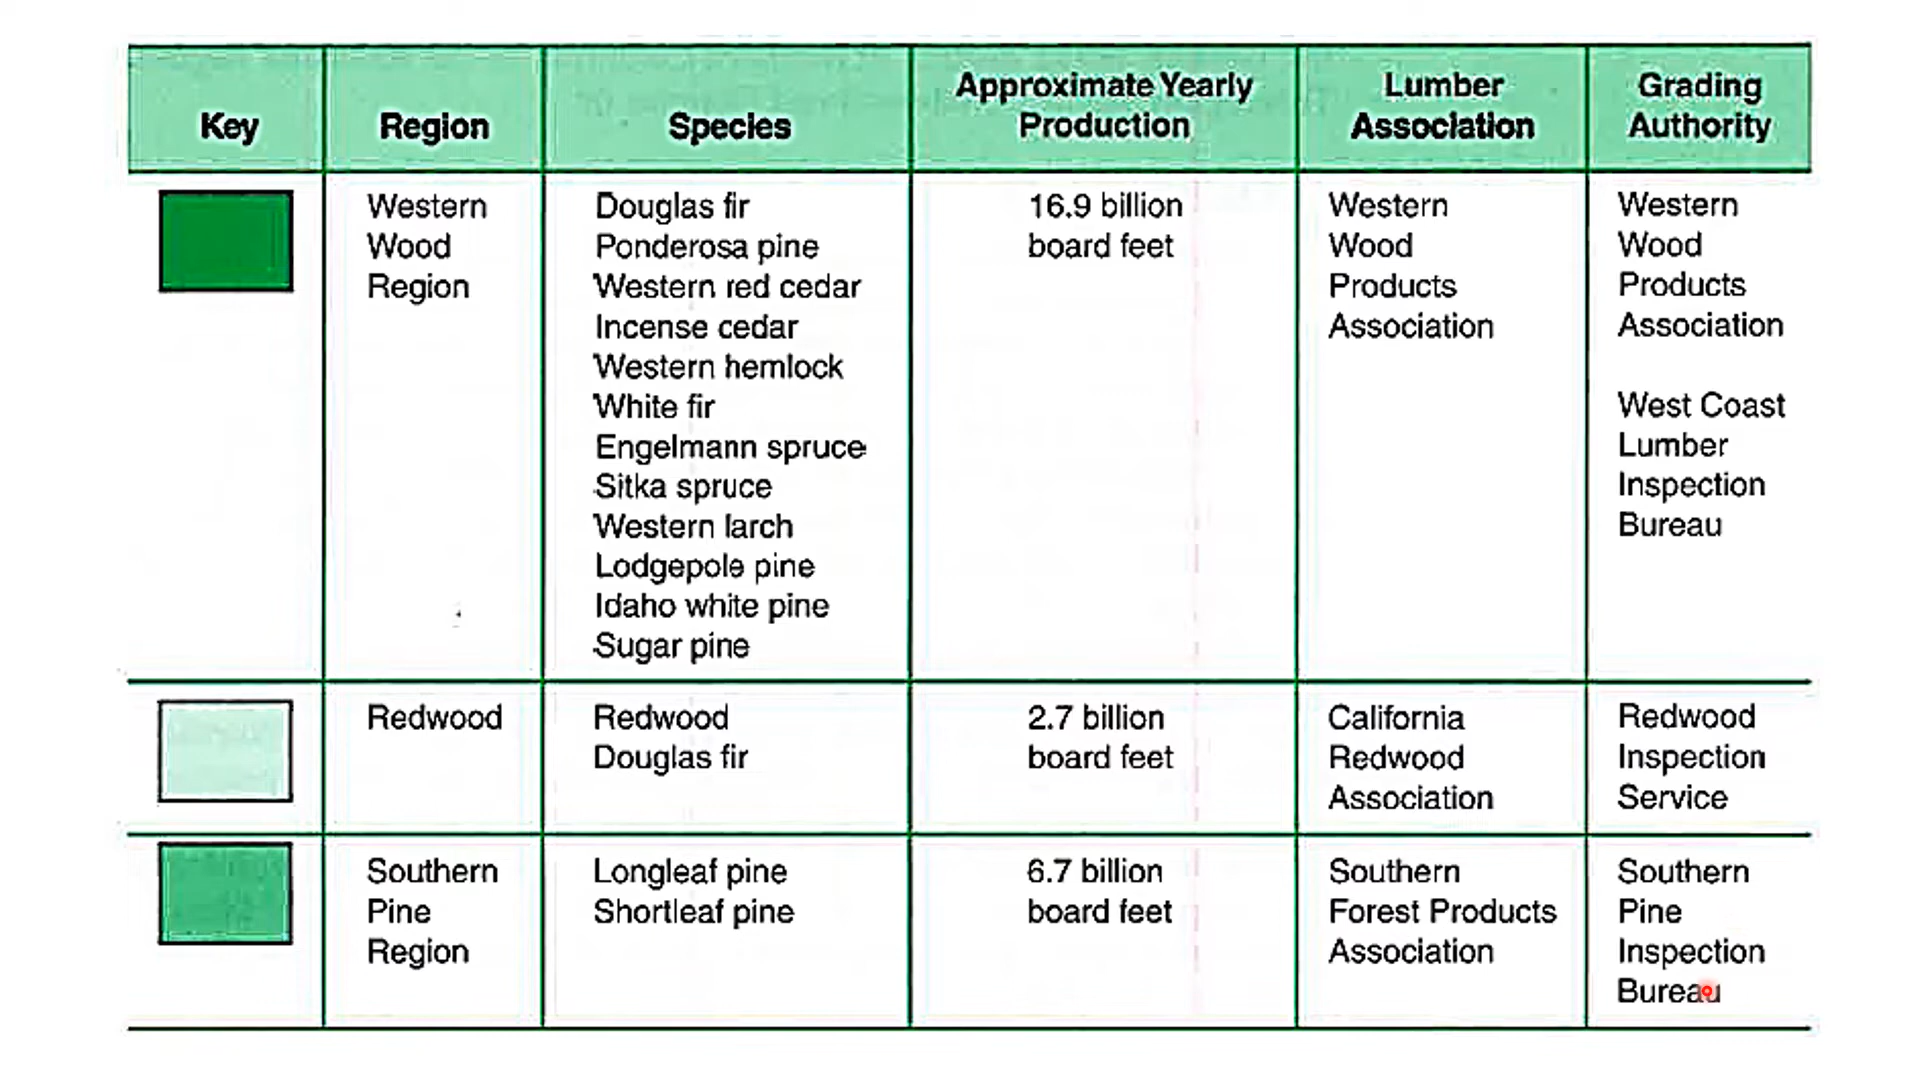 Key
Region
Species
Approximate Yearly
Production
Lumber
Association
Grading
Authority
Western
Wood
Region
Douglas fir
Ponderosa pine
Western red cedar
Incense cedar
Western hemlock
White fir
Engelmann spruce
Sitka spruce
Western larch
Lodgepole pine
Idaho white pine
Sugar pine
16.9 billion
board feet
Western
Wood
Products
Association
Western
Wood
Products
Association
West Coast
Lumber
Inspection
Bureau
Redwood
Redwood
Douglas fir
2.7 billion
board feet
California
Redwood
Association
Redwood
Inspection
Service
Southern
Pine
Region
Longleaf pine
Shortleaf pine
6.7 billion
board feet
Southern
Forest Products
Association
Southern
Pine
Inspection
Bureau